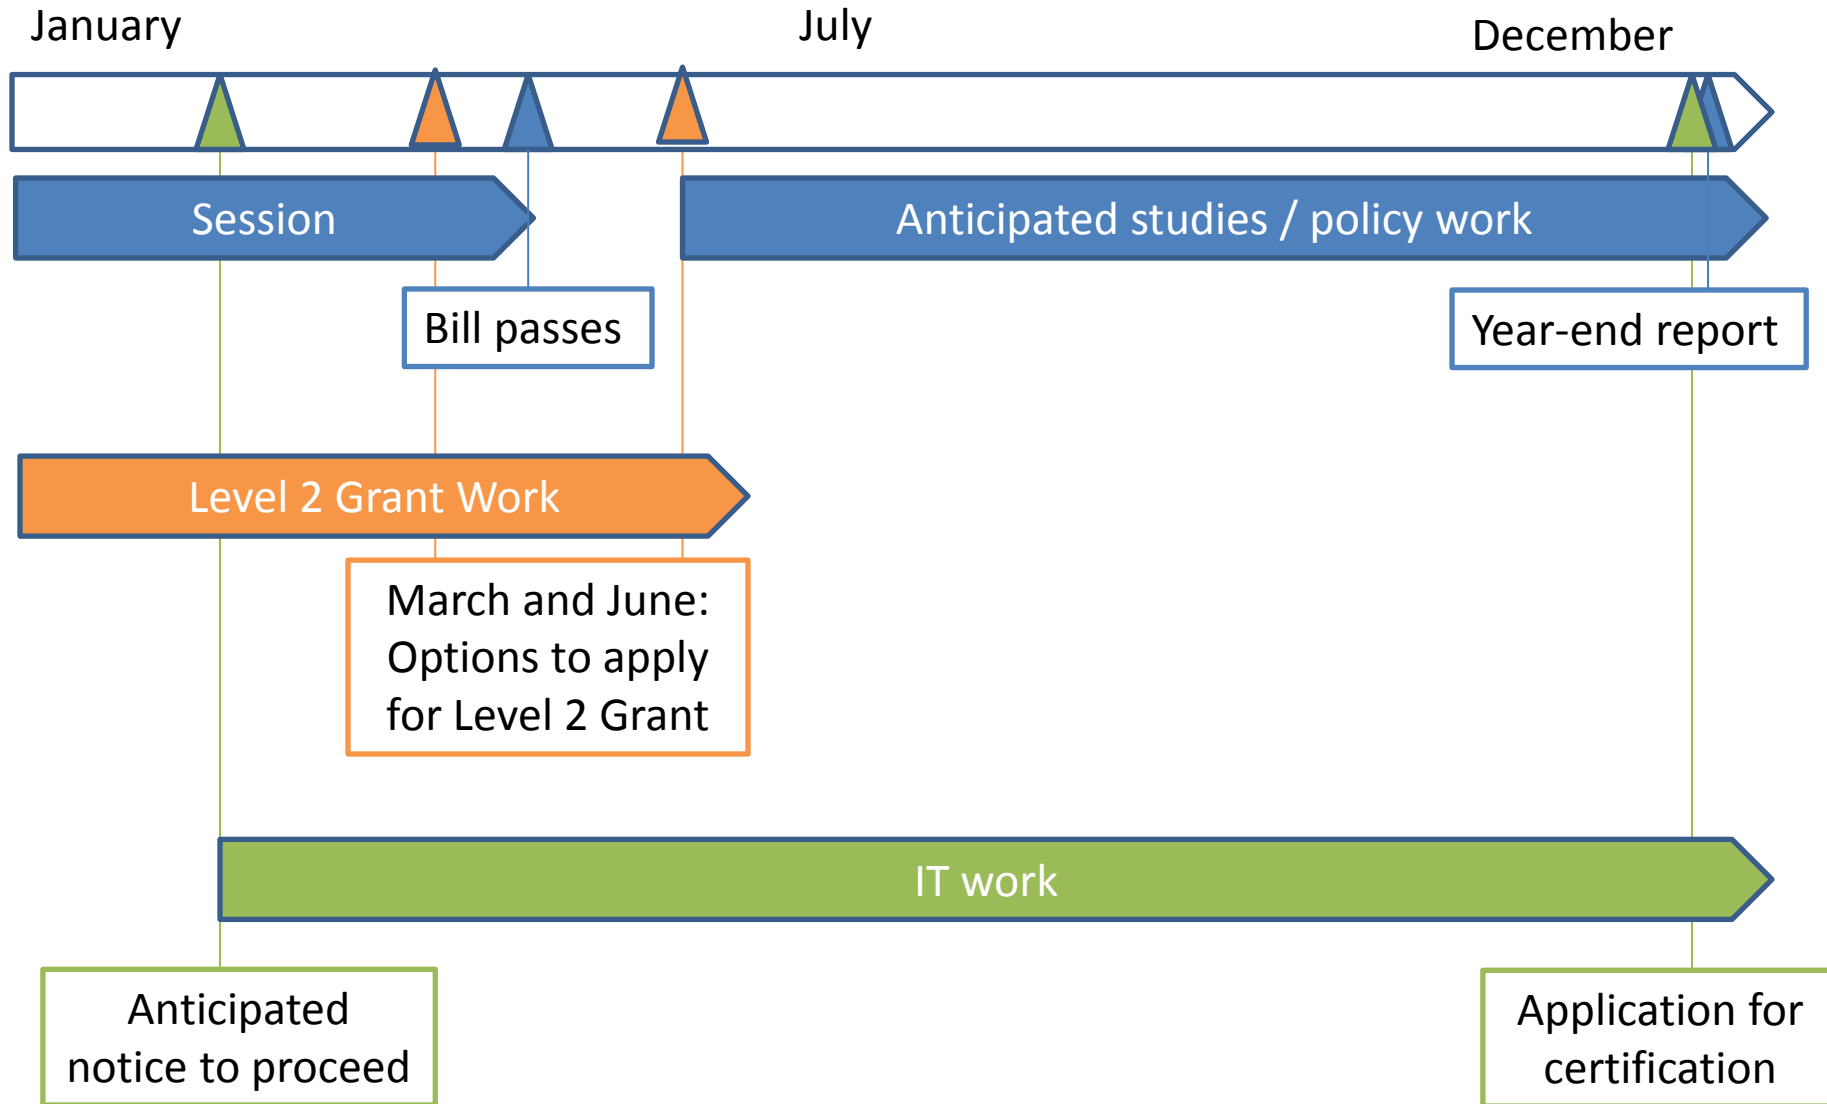 January
July
December
Session
Anticipated studies / policy work
Bill passes
Year-end report
Level 2 Grant Work
March and June:
Options to apply
for Level 2 Grant
IT work
Anticipated
notice to proceed
Application for
certification